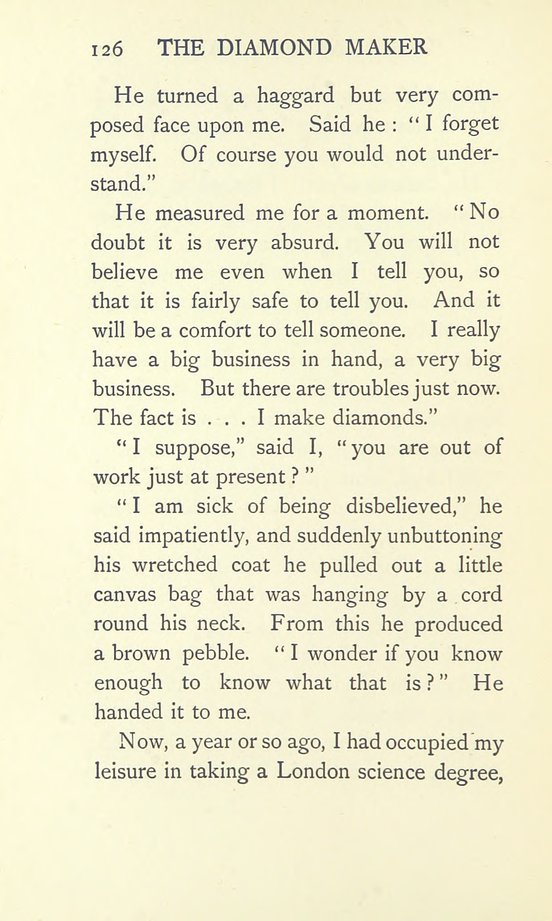 126 THE DIAMOND MAKER
He turned a haggard but very com-
posed face upon me. Said he : “ I forget
myself. Of course you would not under-
stand.”
He measured me for a moment. “ No
doubt it is very absurd. You will not
believe me even when I tell you, so
that it is fairly safe to tell you. And it
will be a comfort to tell someone. I really
have a big business in hand, a very big
business. But there are troubles just now.
The fact is . . . I make diamonds.”
“ I suppose,” said I, “ you are out of
work just at present ? ”
“ I am sick of being disbelieved,” he
said impatiently, and suddenly unbuttoning
his wretched coat he pulled out a little
canvas bag that was hanging by a cord
round his neck. From this he produced
a brown pebble. “ I wonder if you know
enough to know what that is ? ” He
handed it to me.
Now, a year or so ago, I had occupied my
leisure in taking a London science degree,